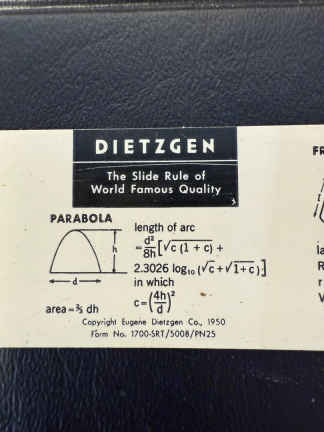 DIETZGEN
The Slide Rule of
World Famous Quality
PARABOLA
length of arc
= d²/8h [√c (1 + c) +
2.3026 log₁₀ (√c + √1+c)]
in which
c = (4h/d)²
h
d
area = ⅔ dh
Copyright Eugene Dietzgen Co., 1950
Form No. 1700-SRT/5008/PN25
FR